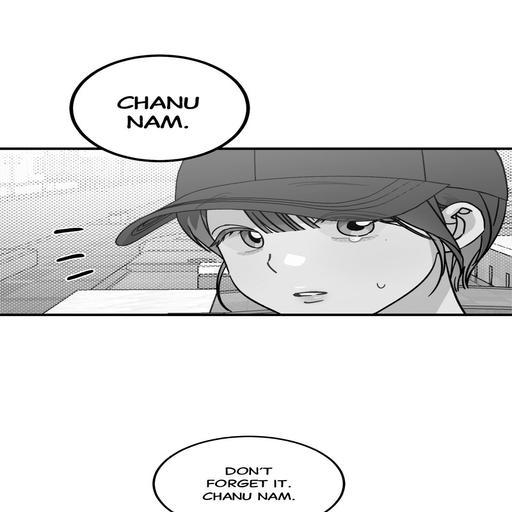 CHANU
NAM.
DON'T
FORGET IT.
CHANU NAM.